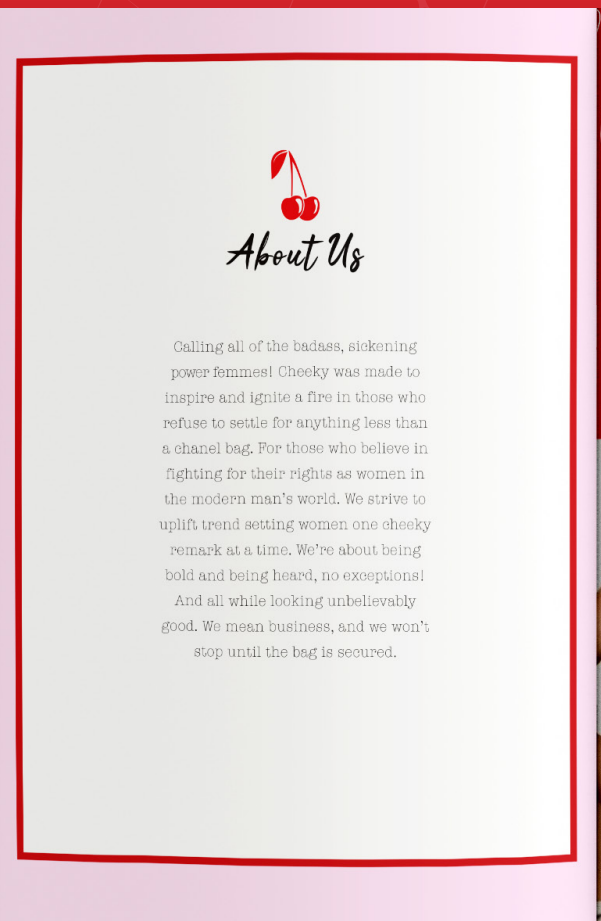 About Us
Calling all of the badass, sickening
power femmes! Cheeky was made to
inspire and ignite a fire in those who
refuse to settle for anything less than
a chanel bag. For those who believe in
fighting for their rights as women in
the modern man's world. We strive to
uplift trend setting women one cheeky
remark at a time. We're about being
bold and being heard, no exceptions!
And all while looking unbelievably
good. We mean business, and we won't
stop until the bag is secured.